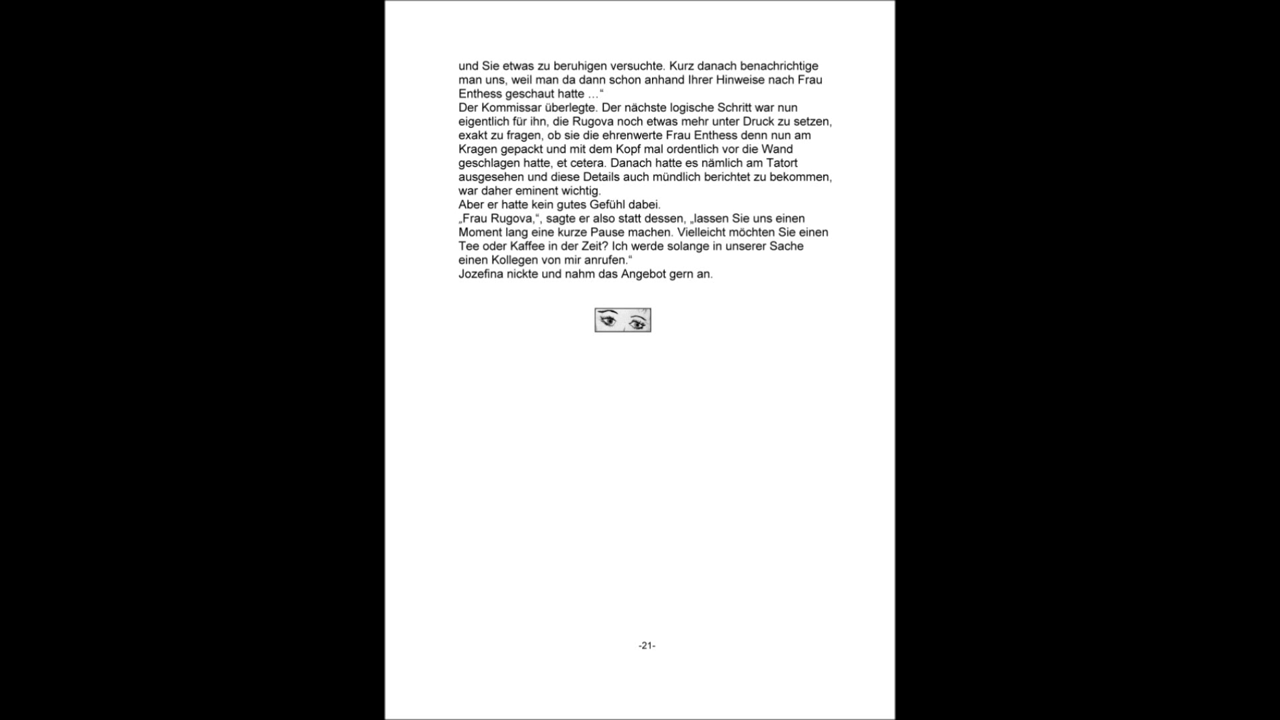 und Sie etwas zu beruhigen versuchte. Kurz danach benachrichtige
man uns, weil man da dann schon anhand Ihrer Hinweise nach Frau
Enthess geschaut hatte …“
Der Kommissar überlegte. Der nächste logische Schritt war nun
eigentlich für ihn, die Rugova noch etwas mehr unter Druck zu setzen,
exakt zu fragen, ob sie die ehrenwerte Frau Enthess denn nun am
Kragen gepackt und mit dem Kopf mal ordentlich vor die Wand
geschlagen hatte, et cetera. Danach hatte es nämlich am Tatort
ausgesehen und diese Details auch mündlich berichtet zu bekommen,
war daher eminent wichtig.
Aber er hatte kein gutes Gefühl dabei.
„Frau Rugova,“, sagte er also statt dessen, „lassen Sie uns einen
Moment lang eine kurze Pause machen. Vielleicht möchten Sie einen
Tee oder Kaffee in der Zeit? Ich werde solange in unserer Sache
einen Kollegen von mir anrufen.“
Jozefina nickte und nahm das Angebot gern an.
-21-